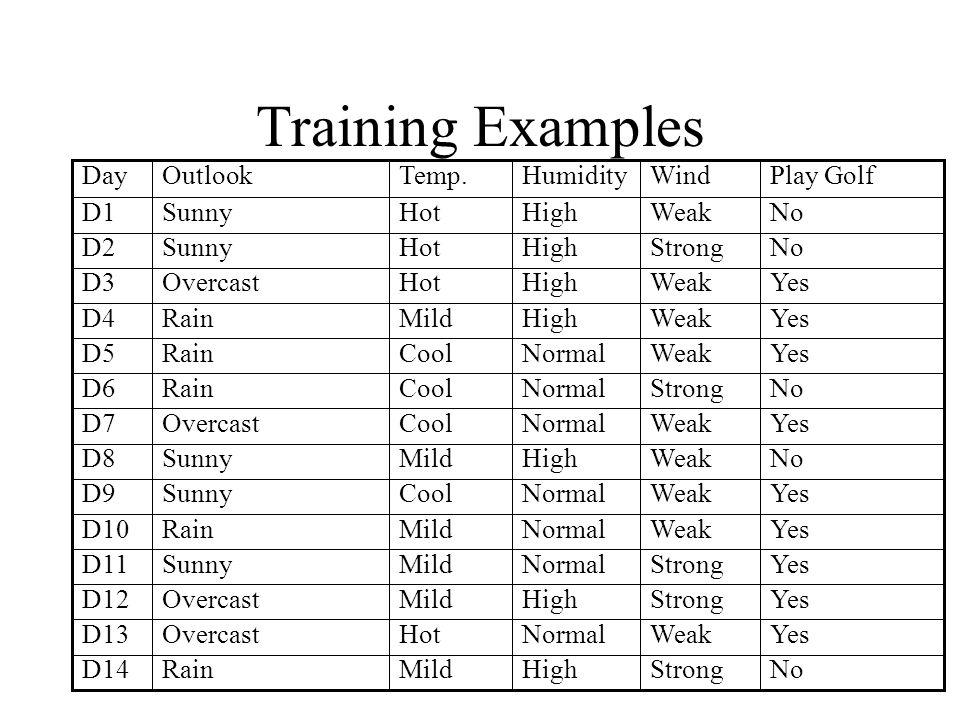 Training Examples
Day Outlook Temp. Humidity Wind Play Golf
D1 Sunny Hot High Weak No
D2 Sunny Hot High Strong No
D3 Overcast Hot High Weak Yes
D4 Rain Mild High Weak Yes
D5 Rain Cool Normal Weak Yes
D6 Rain Cool Normal Strong No
D7 Overcast Cool Normal Weak Yes
D8 Sunny Mild High Weak No
D9 Sunny Cool Normal Weak Yes
D10 Rain Mild Normal Weak Yes
D11 Sunny Mild Normal Strong Yes
D12 Overcast Mild High Strong Yes
D13 Overcast Hot Normal Weak Yes
D14 Rain Mild High Strong No